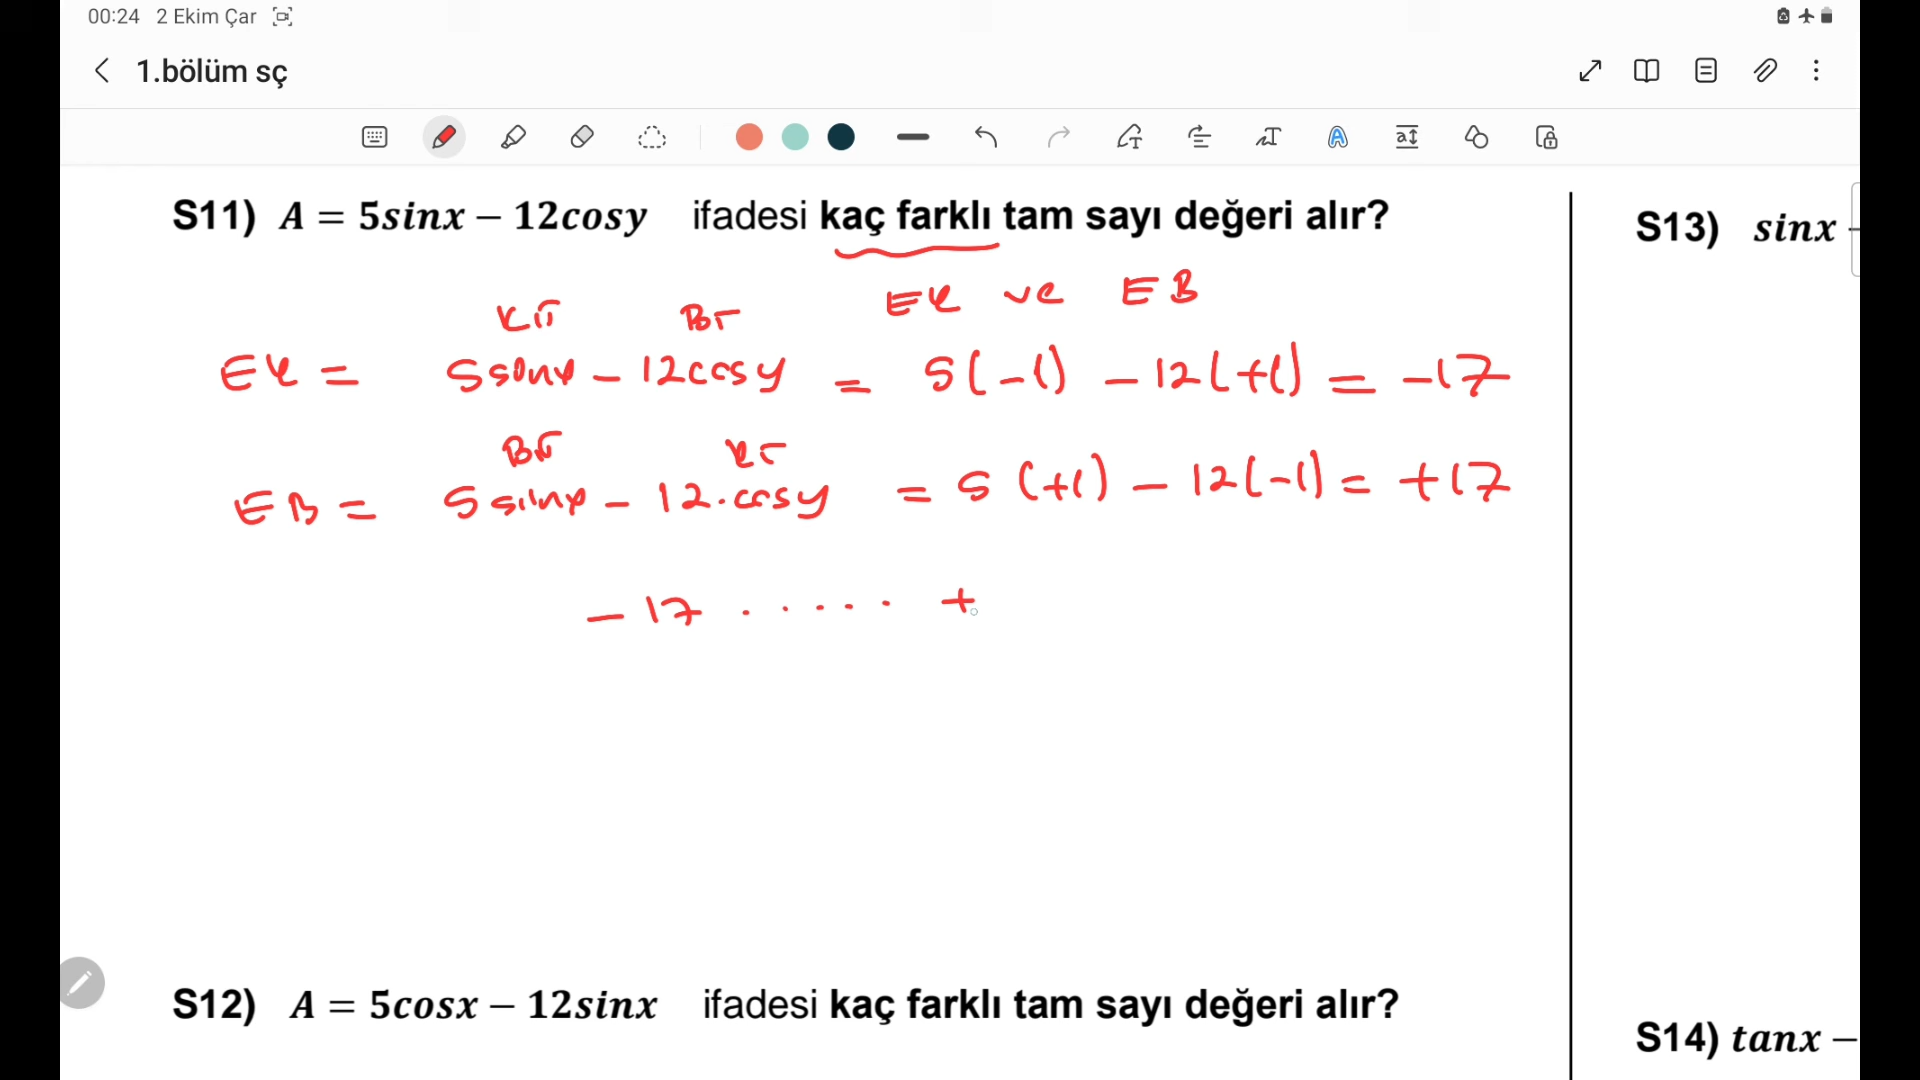 00:24 2 Ekim Çar
1.bölüm sç
S11) A = 5sinx − 12cosy ifadesi kaç farklı tam sayı değeri alır?
EK ve EB
Kü Bü
EK = 5sinx − 12cosy = 5(−1) − 12(+1) = −17
Bü Kü
EB = 5sinx − 12.cosy = 5(+1) − 12(−1) = +17
−17 ...... +
S12) A = 5cosx − 12sinx ifadesi kaç farklı tam sayı değeri alır?
S13) sinx −
S14) tanx −